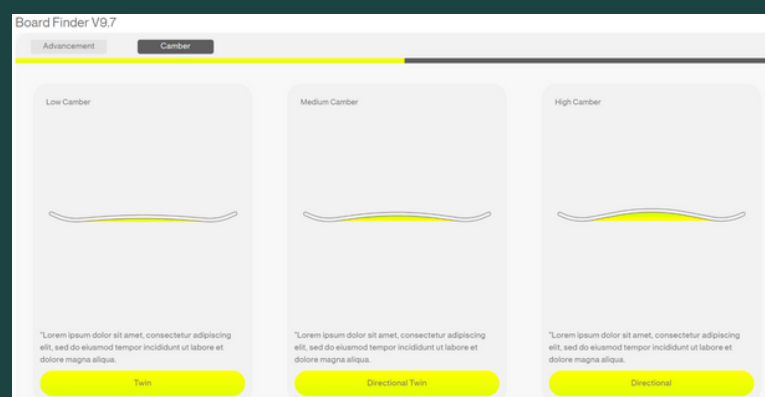 Board Finder V9.7
Advancement
Camber
Low Camber
"Lorem ipsum dolor sit amet, consectetur adipiscing
elit, sed do eiusmod tempor incididunt ut labore et
dolore magna aliqua.
Twin
Medium Camber
"Lorem ipsum dolor sit amet, consectetur adipiscing
elit, sed do eiusmod tempor incididunt ut labore et
dolore magna aliqua.
Directional Twin
High Camber
"Lorem ipsum dolor sit amet, consectetur adipiscing
elit, sed do eiusmod tempor incididunt ut labore et
dolore magna aliqua.
Directional